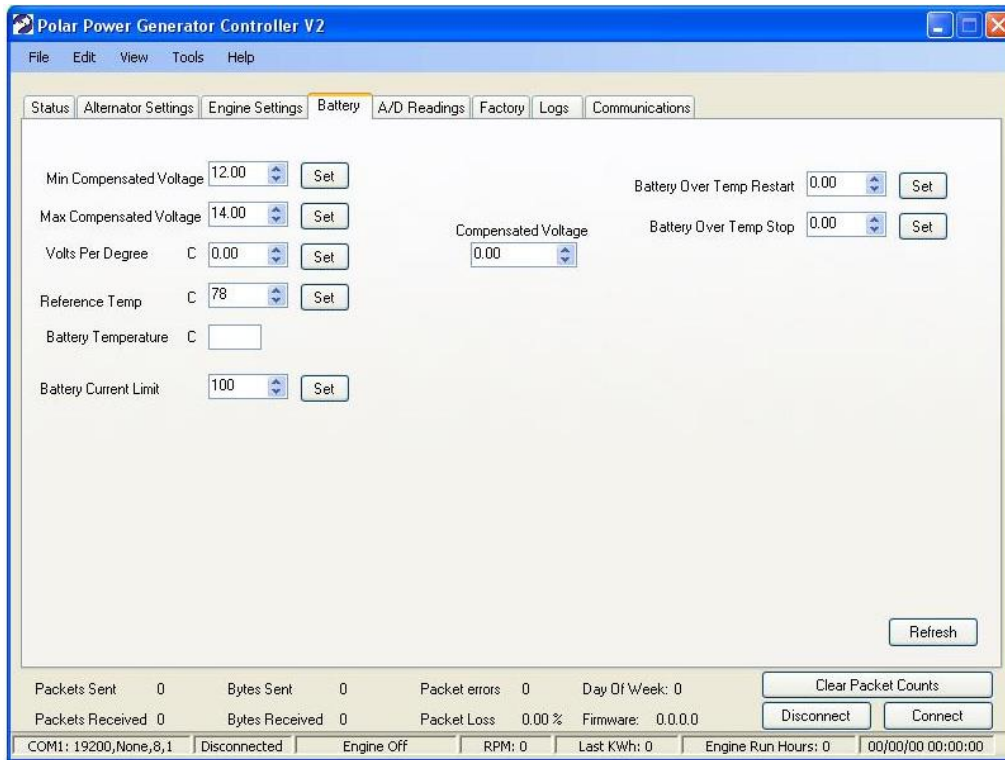 Polar Power Generator Controller V2
File Edit View Tools Help
Status Alternator Settings Engine Settings Battery A/D Readings Factory Logs Communications
Min Compensated Voltage 12.00 Set
Max Compensated Voltage 14.00 Set
Volts Per Degree C 0.00 Set
Reference Temp C 78 Set
Battery Temperature C
Battery Current Limit 100 Set
Compensated Voltage
0.00
Battery Over Temp Restart 0.00 Set
Battery Over Temp Stop 0.00 Set
Refresh
Packets Sent 0 Bytes Sent 0 Packet errors 0 Day Of Week: 0 Clear Packet Counts
Packets Received 0 Bytes Received 0 Packet Loss 0.00 % Firmware: 0.0.0.0 Disconnect Connect
COM1: 19200,None,8,1 Disconnected Engine Off RPM: 0 Last KWh: 0 Engine Run Hours: 0 00/00/00 00:00:00